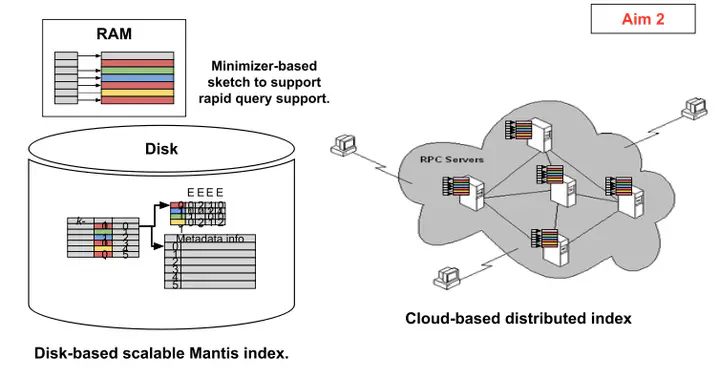 Aim 2
RAM
Minimizer-based
sketch to support
rapid query support.
Disk
E E E E
k-
Metadata info
0
1
2
3
4
5
RPC Servers
Cloud-based distributed index
Disk-based scalable Mantis index.